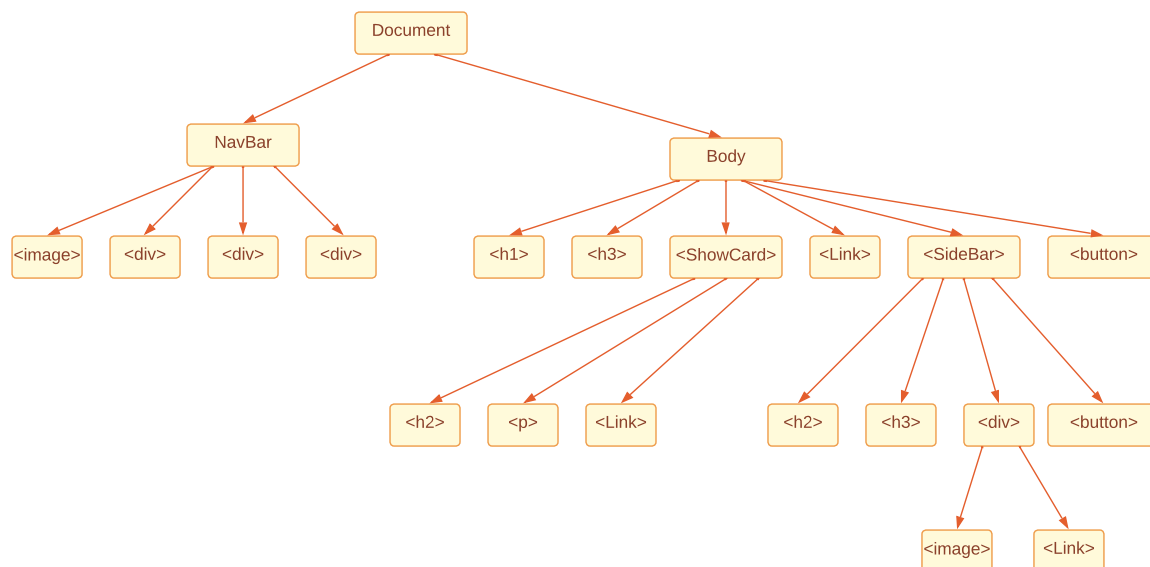 Document
NavBar
Body
<image>
<div>
<div>
<div>
<h1>
<h3>
<ShowCard>
<Link>
<SideBar>
<button>
<h2>
<p>
<Link>
<h2>
<h3>
<div>
<button>
<image>
<Link>